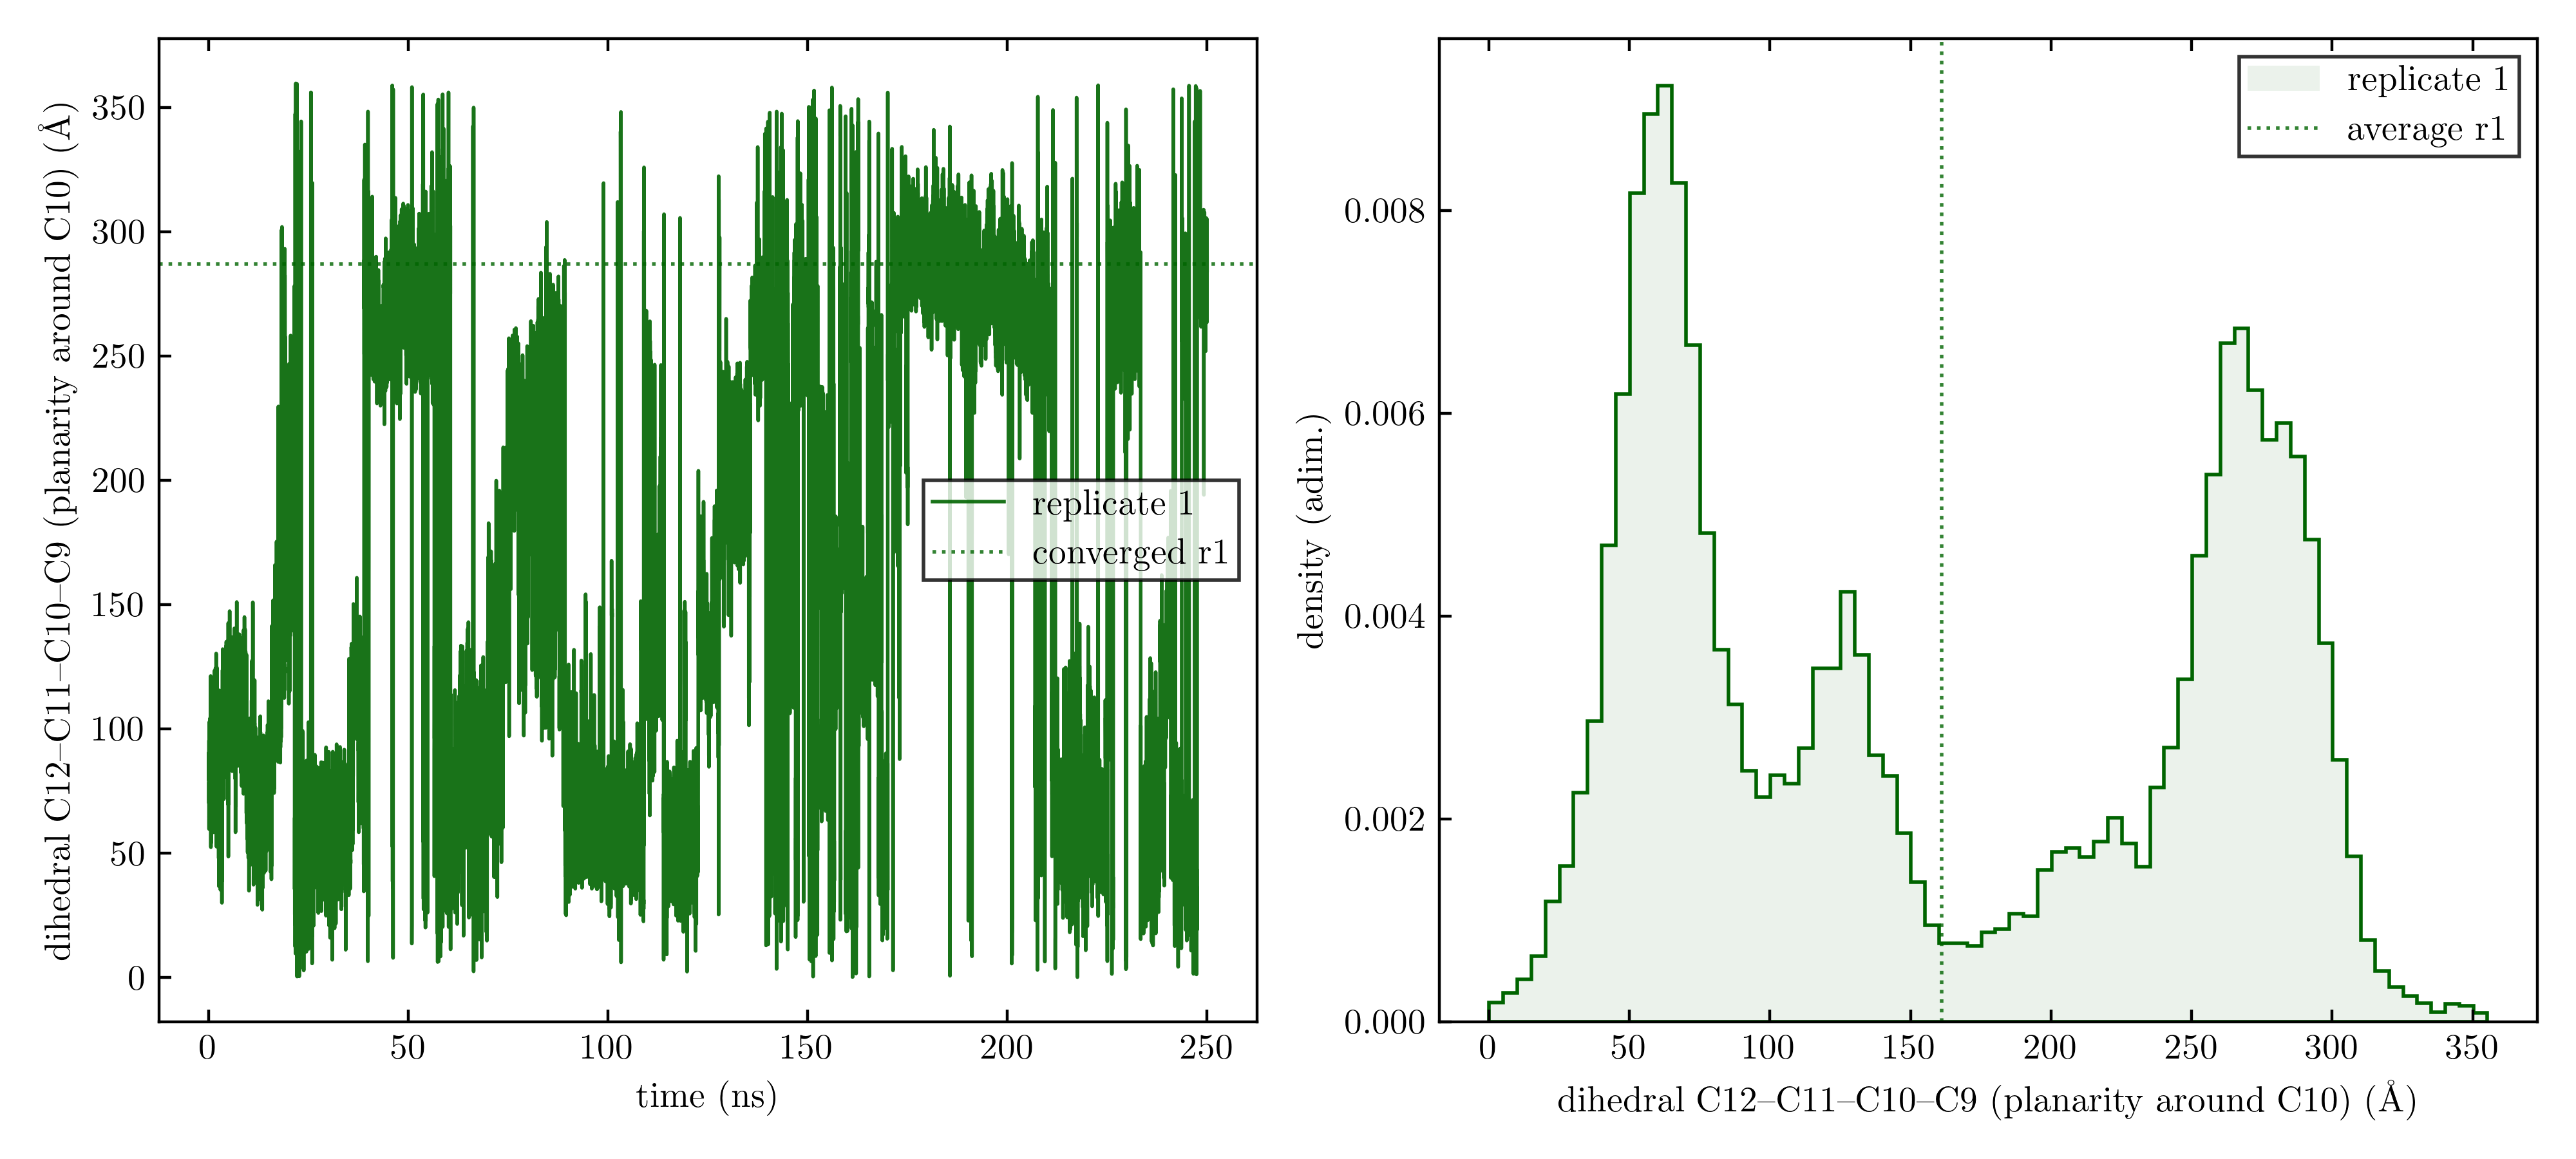 dihedral C12–C11–C10–C9 (planarity around C10) (Å)
350
300
250
200
150
100
50
0
replicate 1
converged r1
0 50 100 150 200 250
time (ns)
density (adim.)
0.008
0.006
0.004
0.002
0.000
replicate 1
average r1
0 50 100 150 200 250 300 350
dihedral C12–C11–C10–C9 (planarity around C10) (Å)